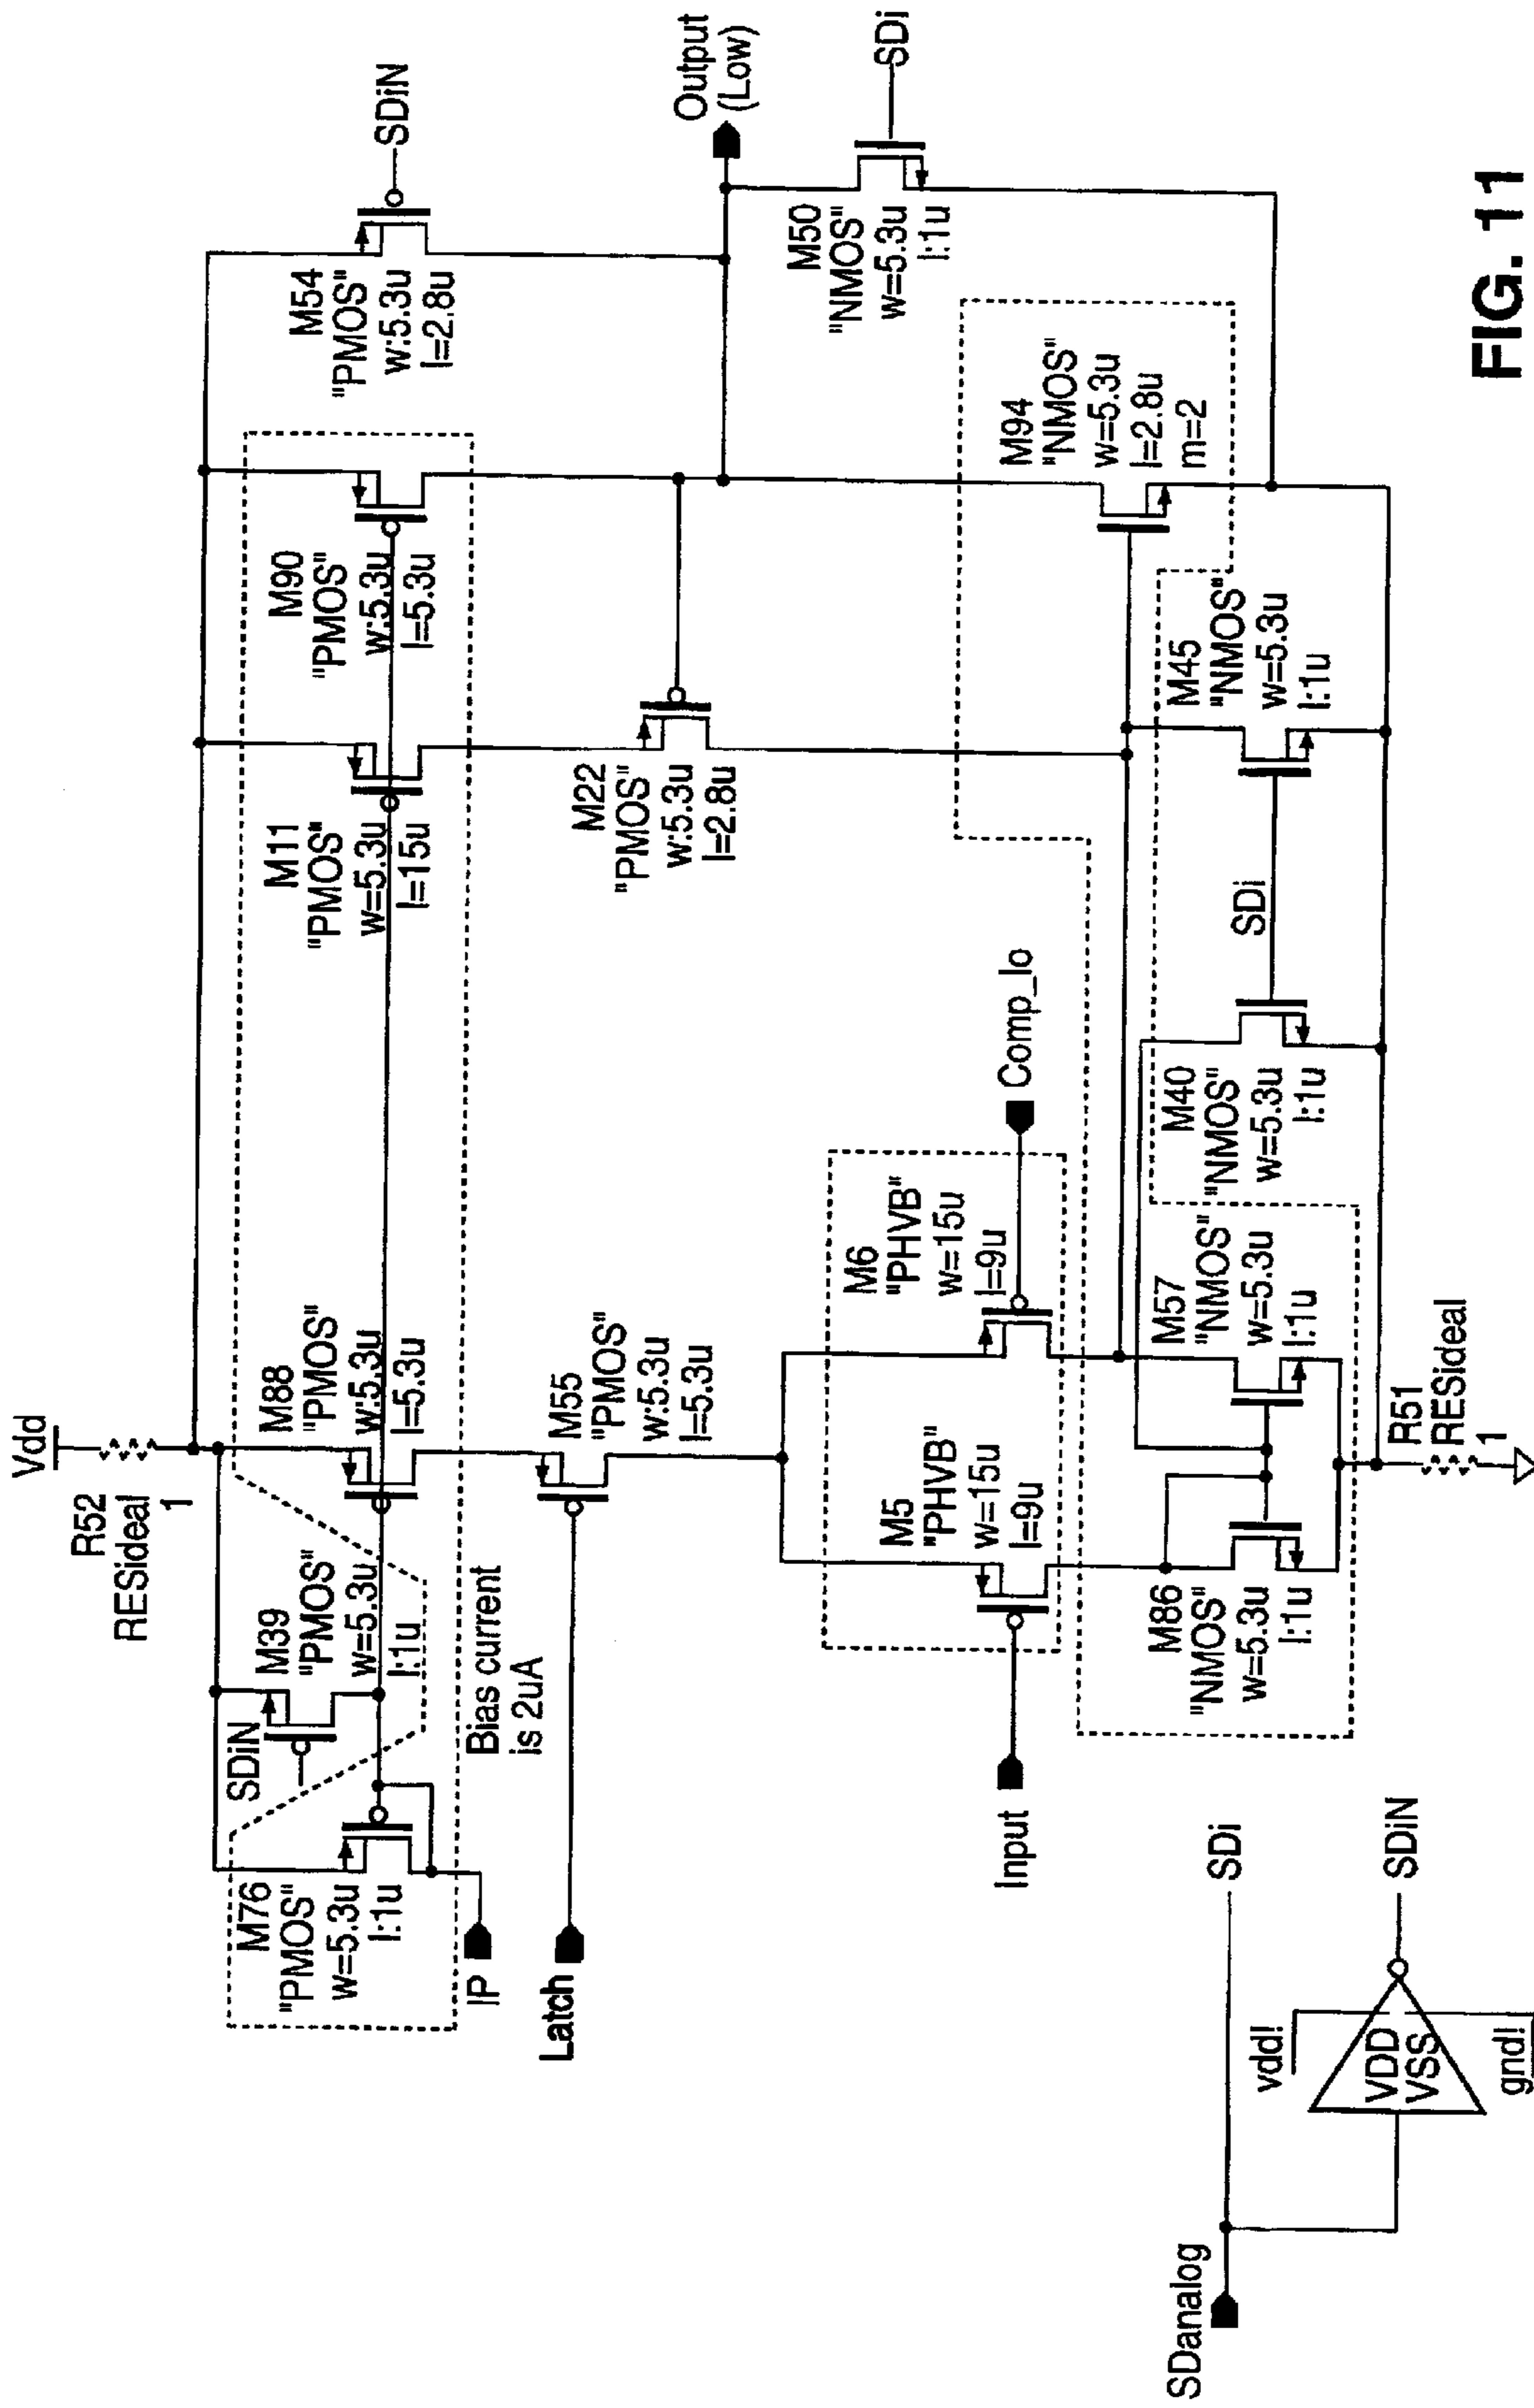 Vdd
R52
RESideal
1
SDiN
M76
"PMOS"
w=5.3u
l:1u
M39
"PMOS"
w=5.3u
l:1u
M88
"PMOS"
w:5.3u
l=5.3u
M11
"PMOS"
w=5.3u
l=15u
M90
"PMOS"
w:5.3u
l=5.3u
M54
"PMOS"
w:5.3u
l=2.8u
SDiN
IP
Bias current
is 2uA
Latch
M55
"PMOS"
w:5.3u
l=5.3u
M22
"PMOS"
w:5.3u
l=2.8u
Output
(Low)
M50
"NMOS"
w=5.3u
l:1u
SDi
Input
M5
"PHVB"
w=15u
l=9u
M6
"PHVB"
w=15u
l=9u
Comp_lo
M94
"NMOS"
w=5.3u
l=2.8u
m=2
M86
"NMOS"
w=5.3u
l:1u
M57
"NMOS"
w=5.3u
l:1u
M40
"NMOS"
w=5.3u
l:1u
SDi
M45
"NMOS"
w=5.3u
l:1u
R51
RESideal
1
SDanalog
SDi
vdd!
VDD
VSS
gnd!
SDiN
FIG. 11